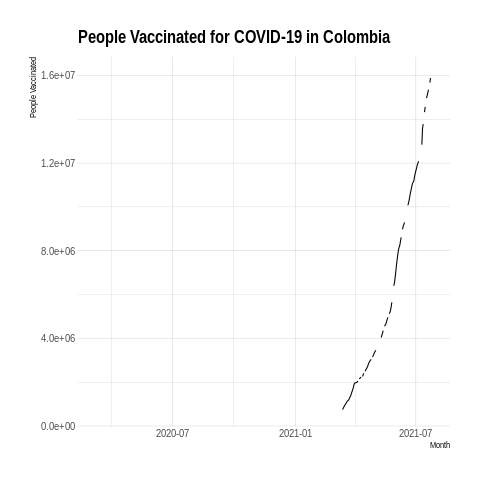 People Vaccinated for COVID-19 in Colombia
People Vaccinated
1.6e+07
1.2e+07
8.0e+06
4.0e+06
0.0e+00
2020-07
2021-01
2021-07
Month